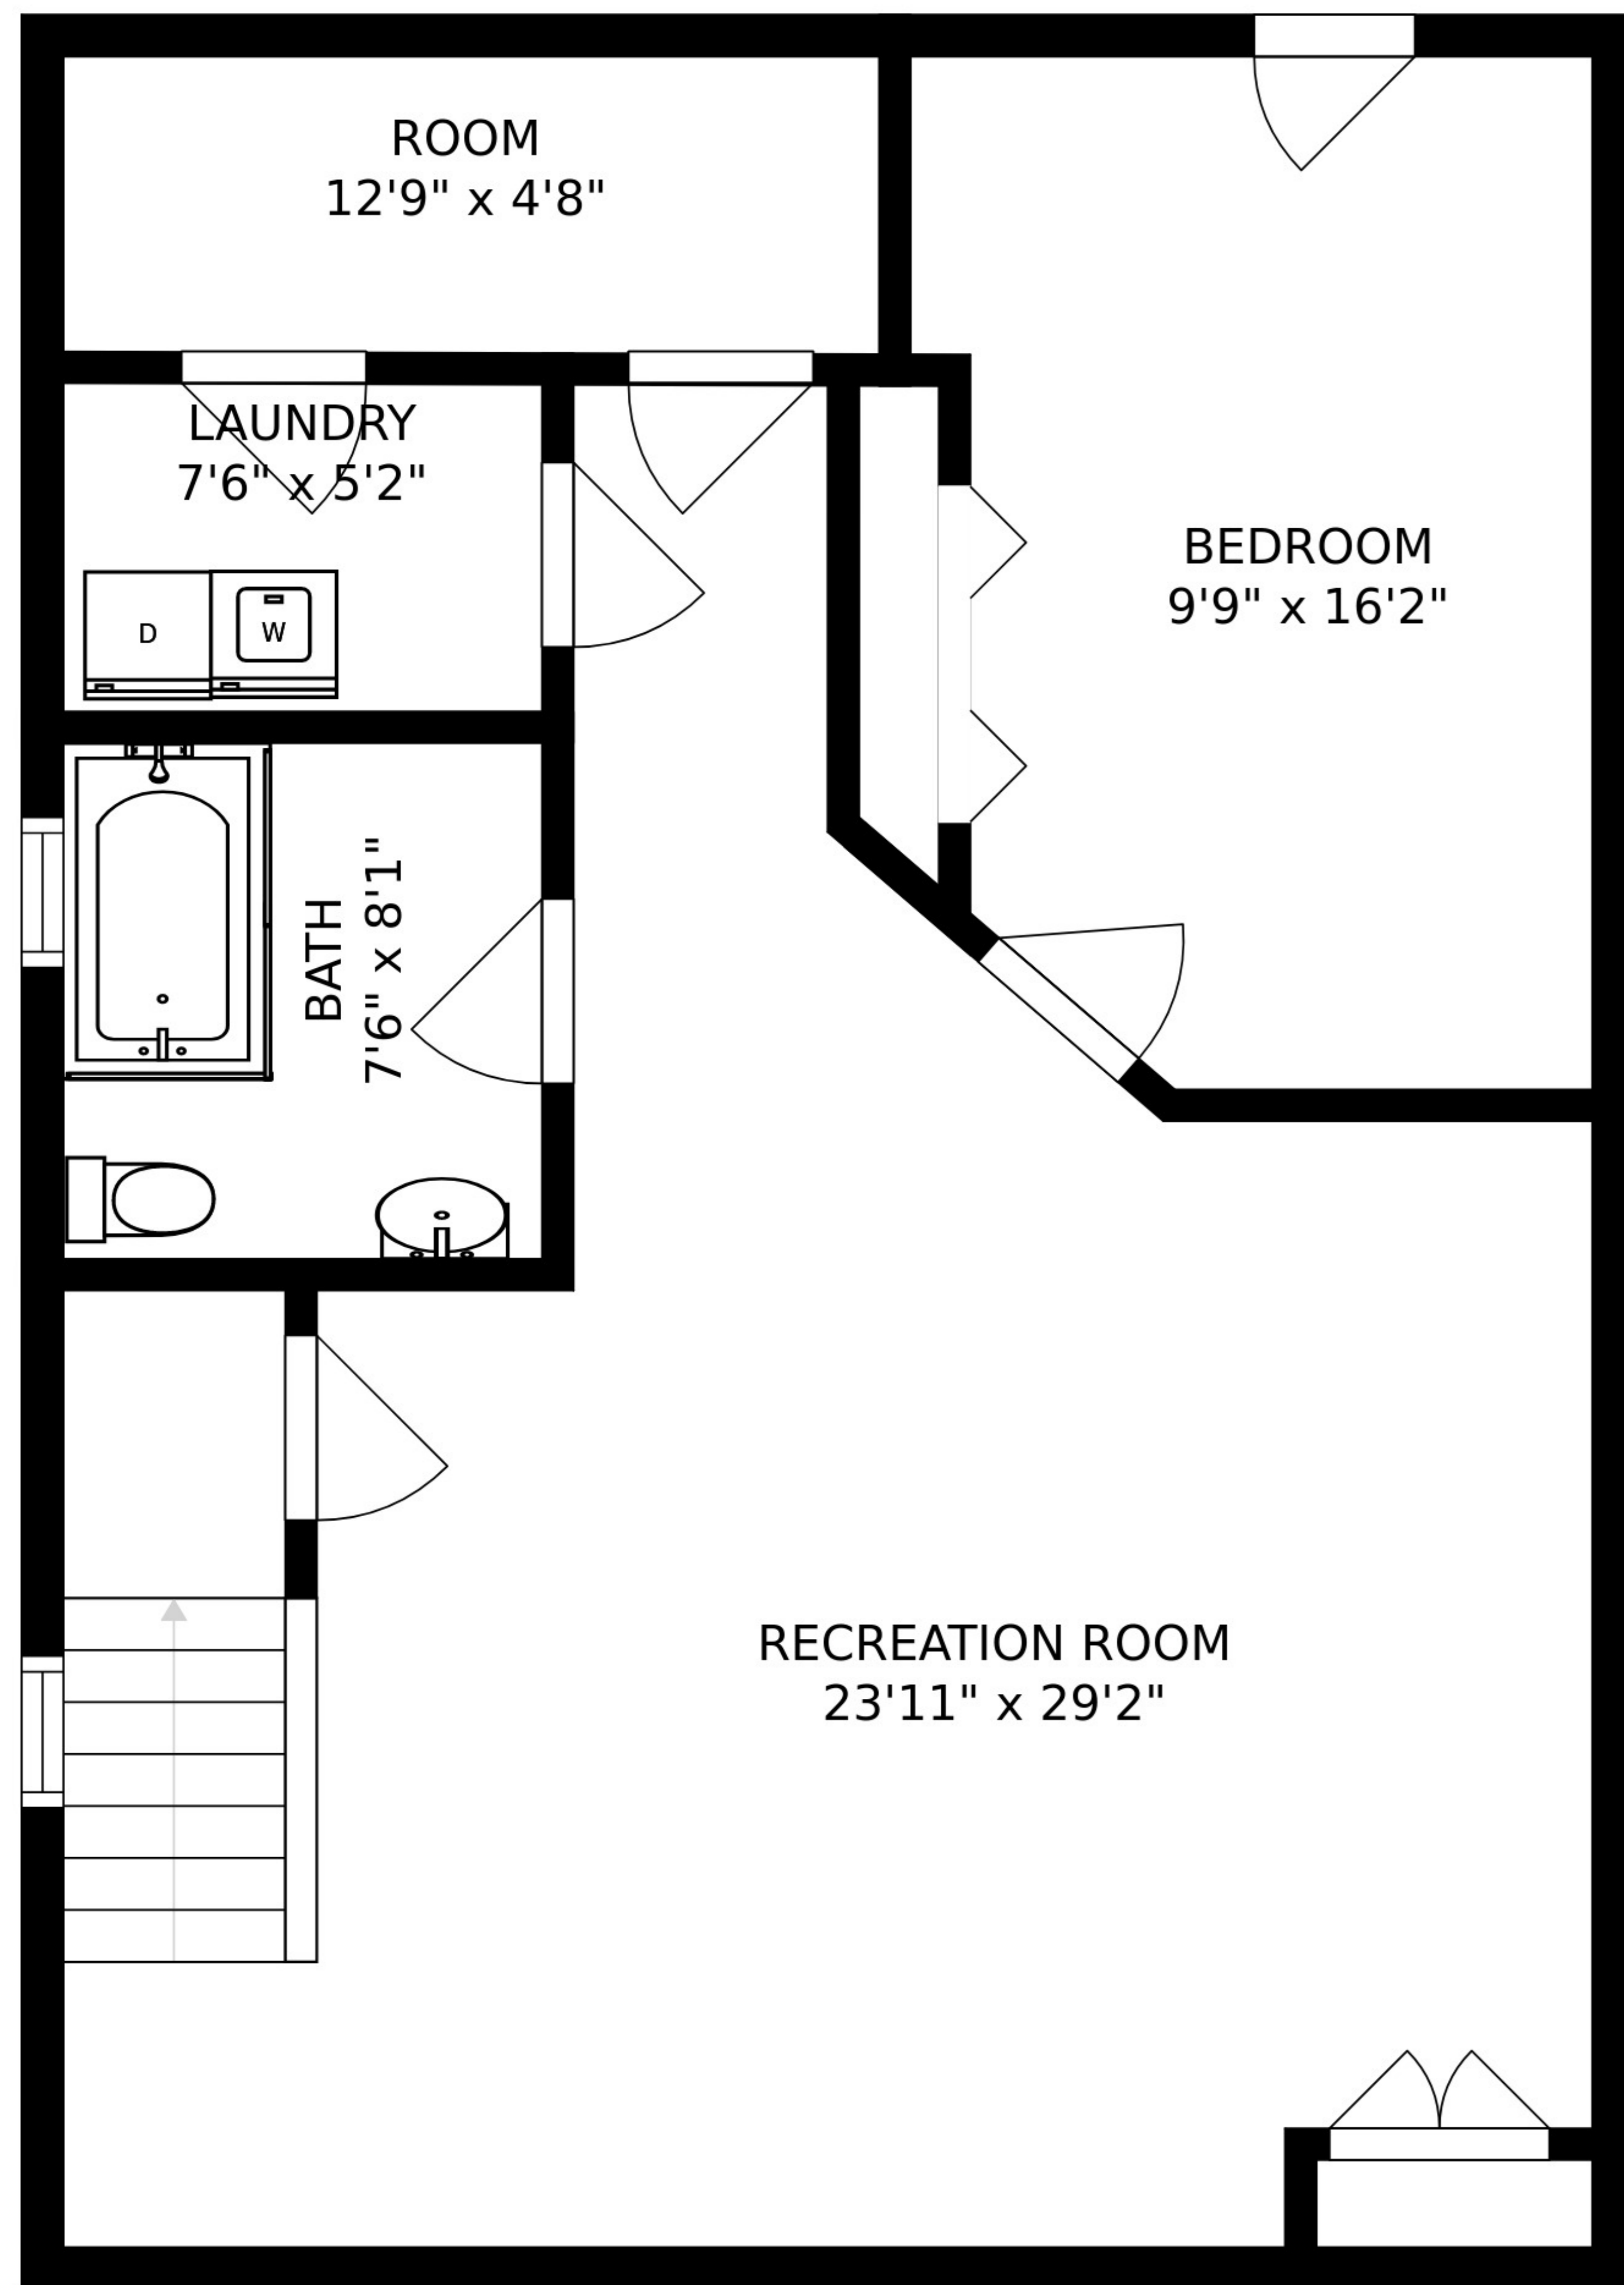 ROOM
12'9" x 4'8"
LAUNDRY
7'6" x 5'2"
D
W
BEDROOM
9'9" x 16'2"
BATH
7'6" x 8'1"
RECREATION ROOM
23'11" x 29'2"